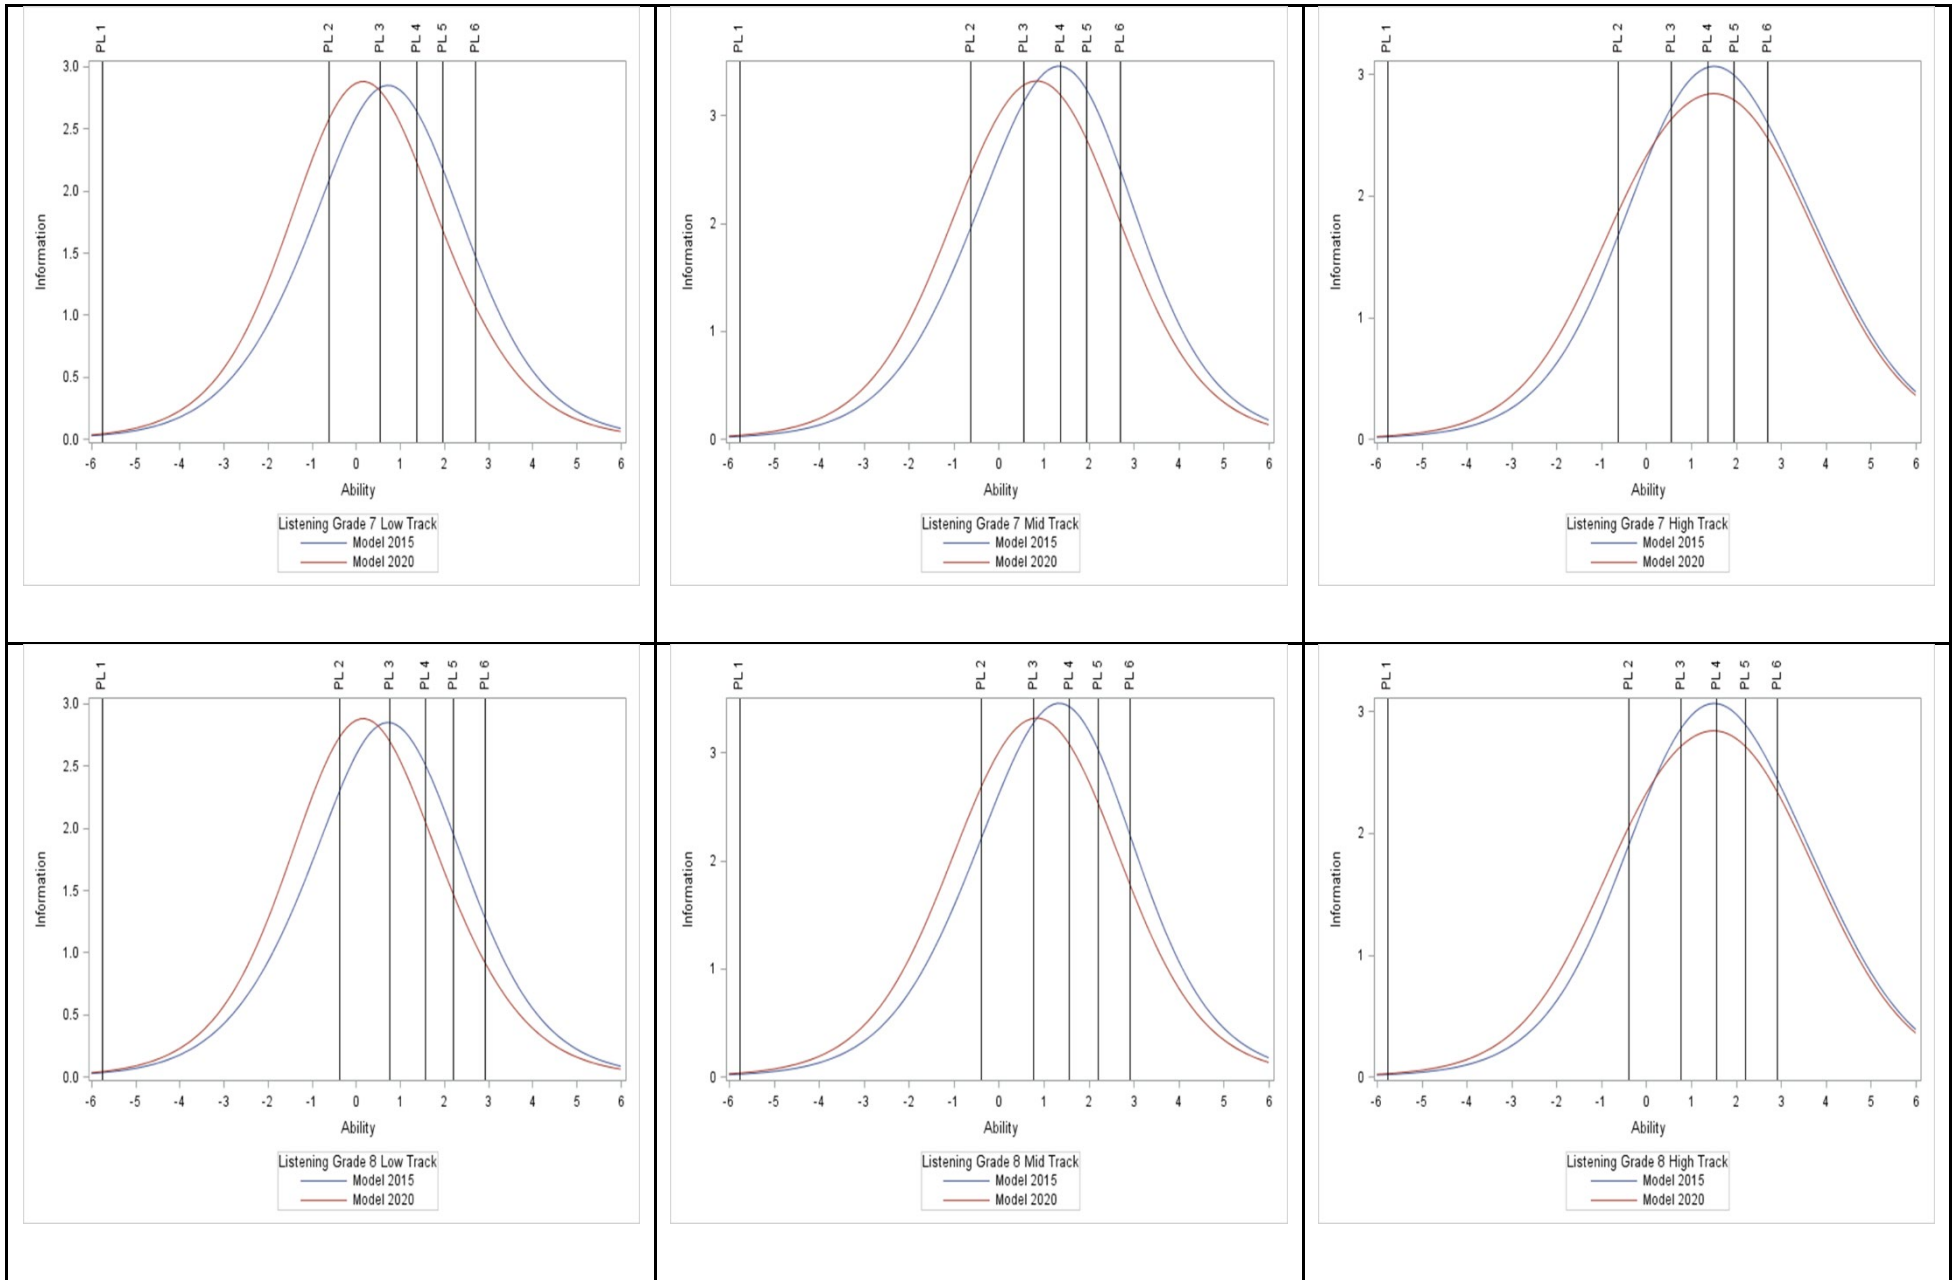 PL 1 PL 2 PL 3 PL 4 PL 5 PL 6
3.0
2.5
2.0
1.5
1.0
0.5
0.0
Information
-6 -5 -4 -3 -2 -1 0 1 2 3 4 5 6
Ability
Listening Grade 7 Low Track
Model 2015
Model 2020
PL 1 PL 2 PL 3 PL 4 PL 5 PL 6
3
2
1
0
Information
-6 -5 -4 -3 -2 -1 0 1 2 3 4 5 6
Ability
Listening Grade 7 Mid Track
Model 2015
Model 2020
PL 1 PL 2 PL 3 PL 4 PL 5 PL 6
3
2
1
0
Information
-6 -5 -4 -3 -2 -1 0 1 2 3 4 5 6
Ability
Listening Grade 7 High Track
Model 2015
Model 2020
PL 1 PL 2 PL 3 PL 4 PL 5 PL 6
3.0
2.5
2.0
1.5
1.0
0.5
0.0
Information
-6 -5 -4 -3 -2 -1 0 1 2 3 4 5 6
Ability
Listening Grade 8 Low Track
Model 2015
Model 2020
PL 1 PL 2 PL 3 PL 4 PL 5 PL 6
3
2
1
0
Information
-6 -5 -4 -3 -2 -1 0 1 2 3 4 5 6
Ability
Listening Grade 8 Mid Track
Model 2015
Model 2020
PL 1 PL 2 PL 3 PL 4 PL 5 PL 6
3
2
1
0
Information
-6 -5 -4 -3 -2 -1 0 1 2 3 4 5 6
Ability
Listening Grade 8 High Track
Model 2015
Model 2020